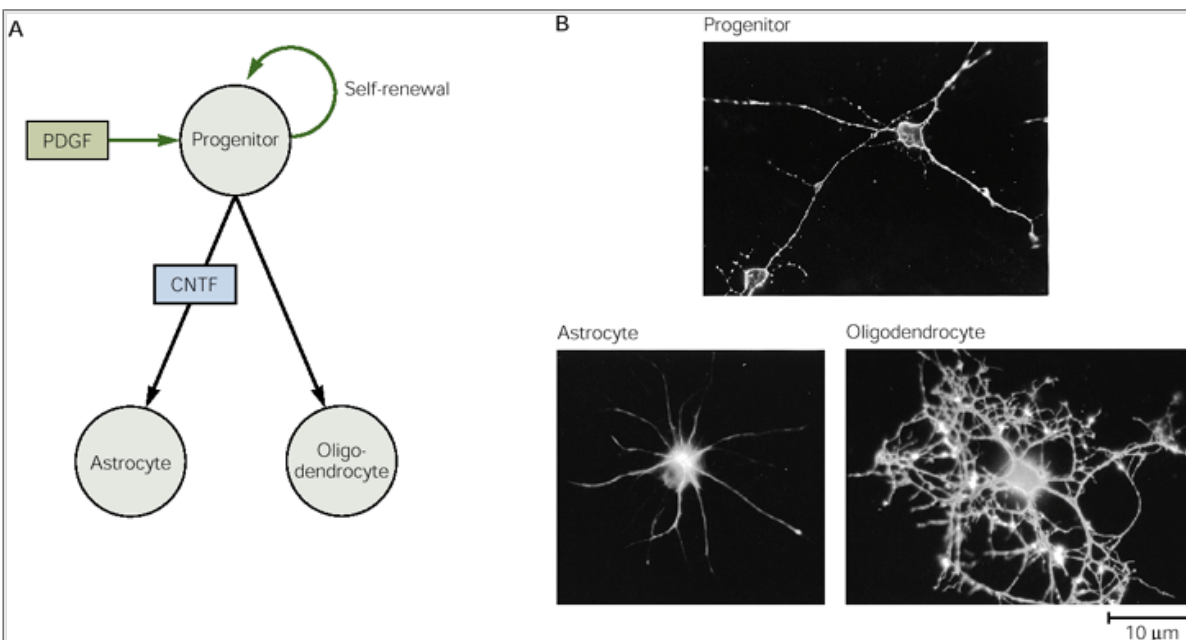 A
Self-renewal
PDGF
Progenitor
CNTF
Astrocyte
Oligo-
dendrocyte
B
Progenitor
Astrocyte
Oligodendrocyte
10 µm